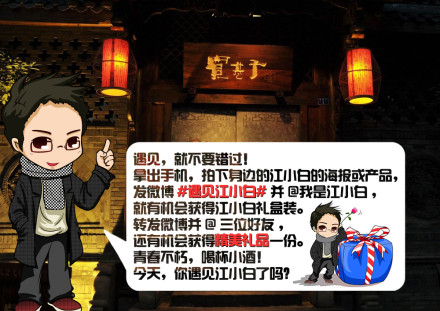 寬巷子
遇见，就不要错过！
拿出手机，拍下身边的江小白的海报或产品，
发微博 #遇见江小白# 并 @我是江小白，
就有机会获得江小白礼盒装。
转发微博并 @ 三位好友，
还有机会获得精美礼品一份。
青春不朽，喝杯小酒！
今天，你遇见江小白了吗？